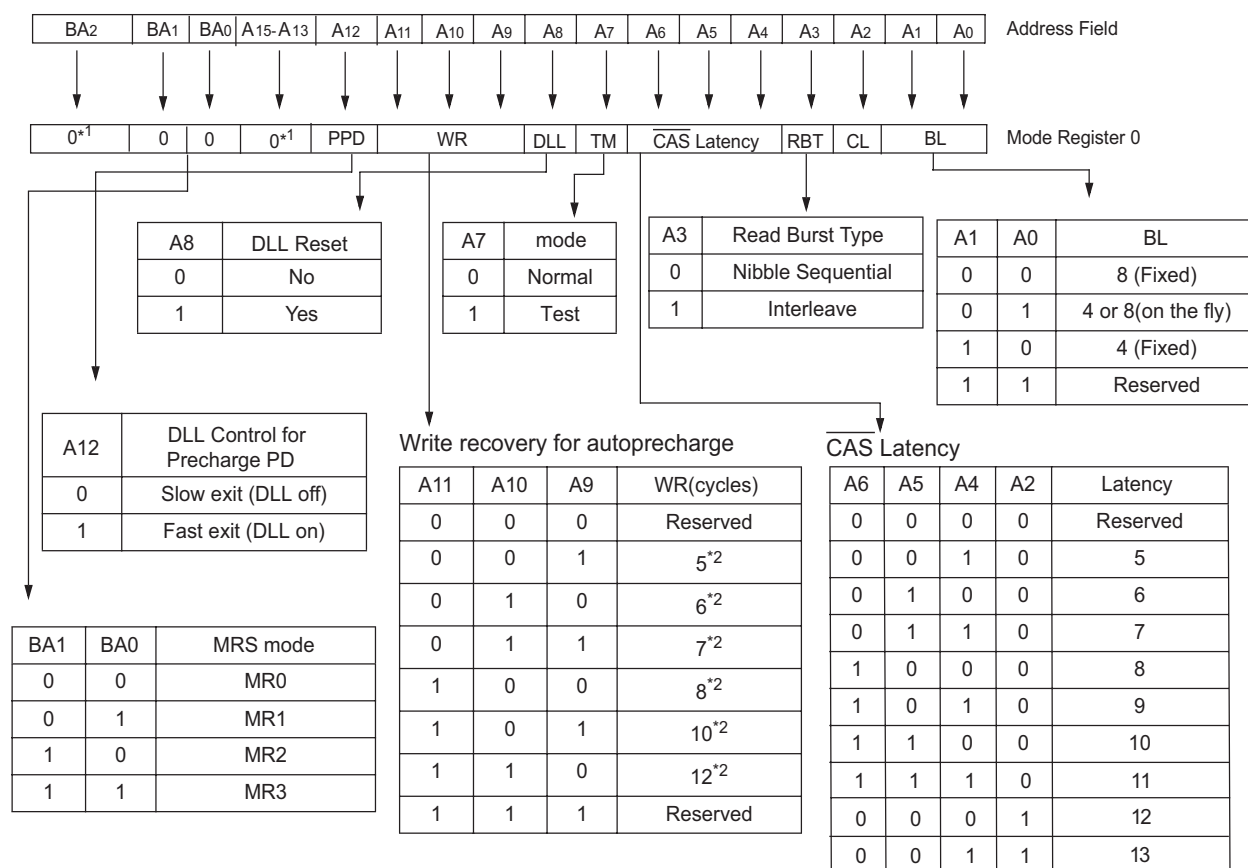 BA2 BA1 BA0 A15-A13 A12 A11 A10 A9 A8 A7 A6 A5 A4 A3 A2 A1 A0 Address Field
0*1 0 0 0*1 PPD WR DLL TM CAS Latency RBT CL BL Mode Register 0
A8 DLL Reset
0 No
1 Yes
A7 mode
0 Normal
1 Test
A3 Read Burst Type
0 Nibble Sequential
1 Interleave
A1 A0 BL
0 0 8 (Fixed)
0 1 4 or 8(on the fly)
1 0 4 (Fixed)
1 1 Reserved
A12 DLL Control for
Precharge PD
0 Slow exit (DLL off)
1 Fast exit (DLL on)
BA1 BA0 MRS mode
0 0 MR0
0 1 MR1
1 0 MR2
1 1 MR3
Write recovery for autoprecharge
A11 A10 A9 WR(cycles)
0 0 0 Reserved
0 0 1 5*2
0 1 0 6*2
0 1 1 7*2
1 0 0 8*2
1 0 1 10*2
1 1 0 12*2
1 1 1 Reserved
CAS Latency
A6 A5 A4 A2 Latency
0 0 0 0 Reserved
0 0 1 0 5
0 1 0 0 6
0 1 1 0 7
1 0 0 0 8
1 0 1 0 9
1 1 0 0 10
1 1 1 0 11
0 0 0 1 12
0 0 1 1 13